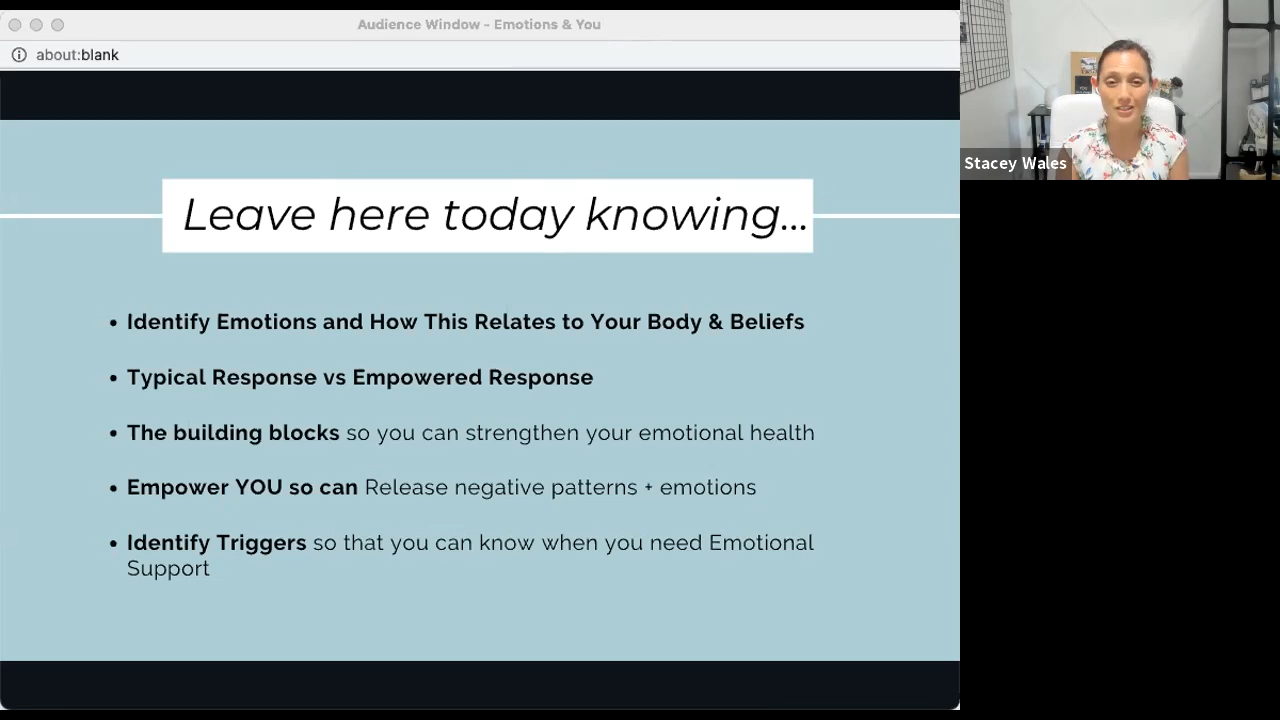 Audience Window – Emotions & You
about:blank
Stacey Wales
Leave here today knowing...
• Identify Emotions and How This Relates to Your Body & Beliefs
• Typical Response vs Empowered Response
• The building blocks so you can strengthen your emotional health
• Empower YOU so can Release negative patterns + emotions
• Identify Triggers so that you can know when you need Emotional
Support